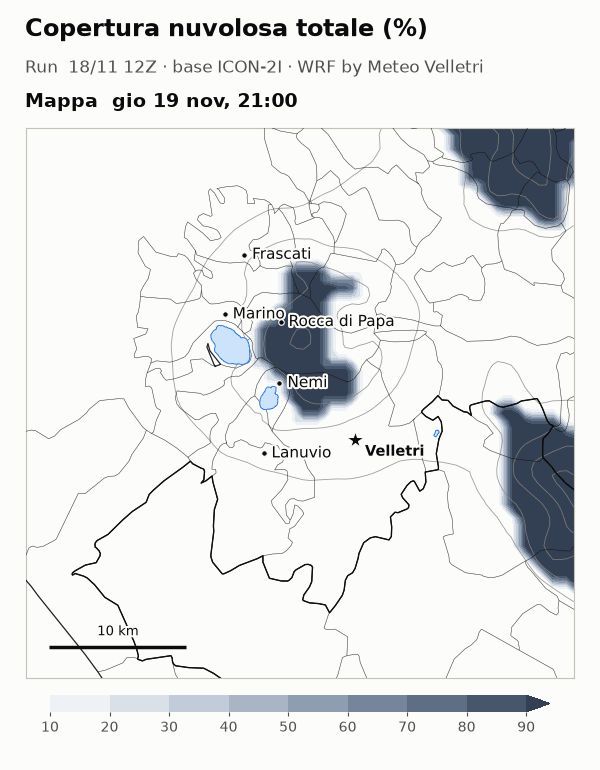 Copertura nuvolosa totale (%)
Run  18/11 12Z · base ICON-2I · WRF by Meteo Velletri
Mappa  gio 19 nov, 21:00
Frascati
Marino
Rocca di Papa
Nemi
Velletri
Lanuvio
10 km
10 20 30 40 50 60 70 80 90